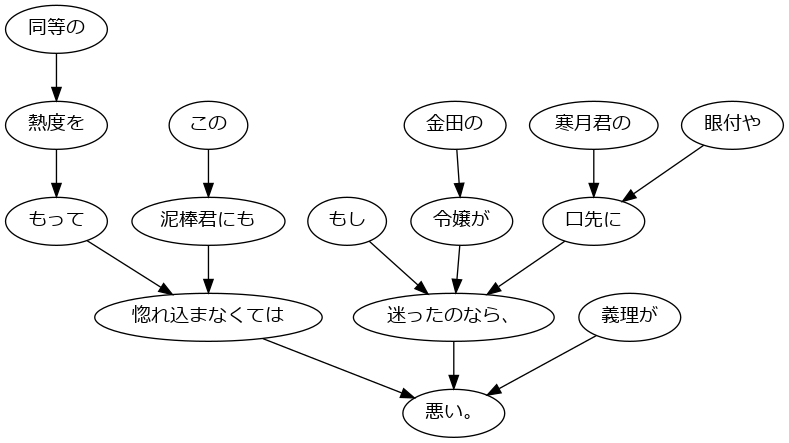 同等の
熱度を
この
金田の
寒月君の
眼付や
もって
泥棒君にも
もし
令嬢が
口先に
惚れ込まなくては
迷ったのなら、
義理が
悪い。